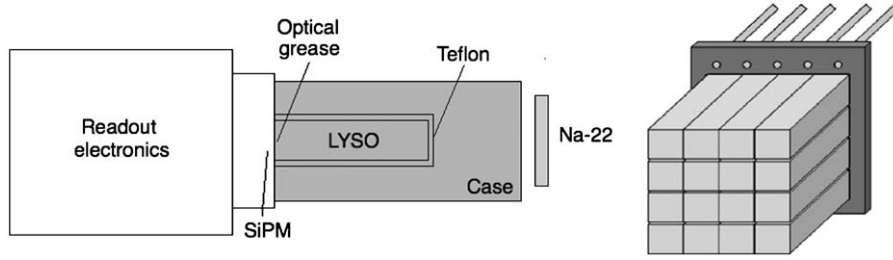 Optical
grease
Teflon
Readout
electronics
LYSO
Na-22
Case
SiPM